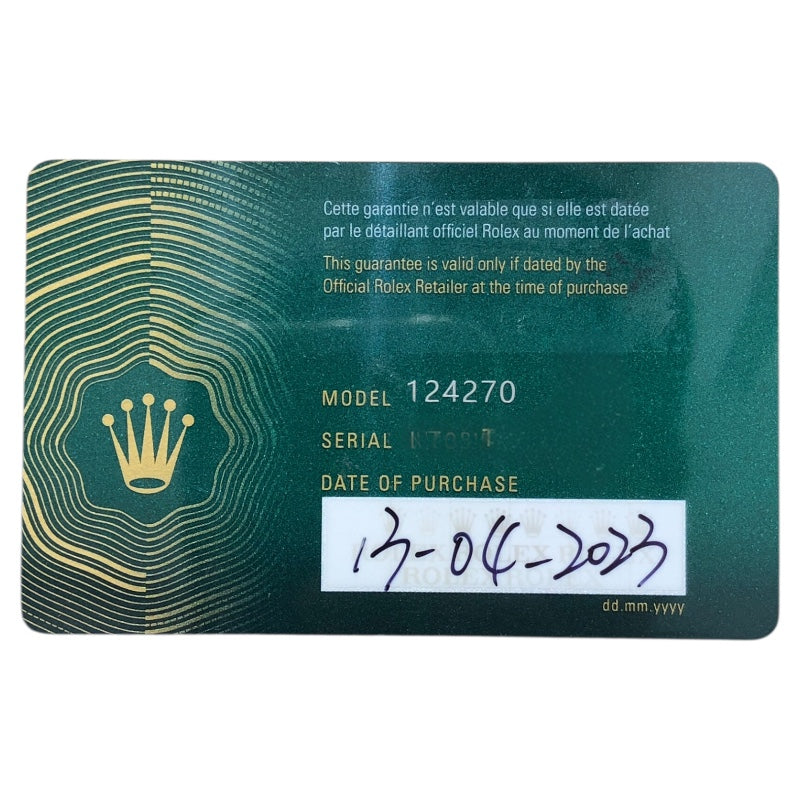 Cette garantie n'est valable que si elle est datée
par le détaillant officiel Rolex au moment de l'achat
This guarantee is valid only if dated by the
Official Rolex Retailer at the time of purchase
MODEL 124270
SERIAL
DATE OF PURCHASE
13-04-2023
dd.mm.yyyy